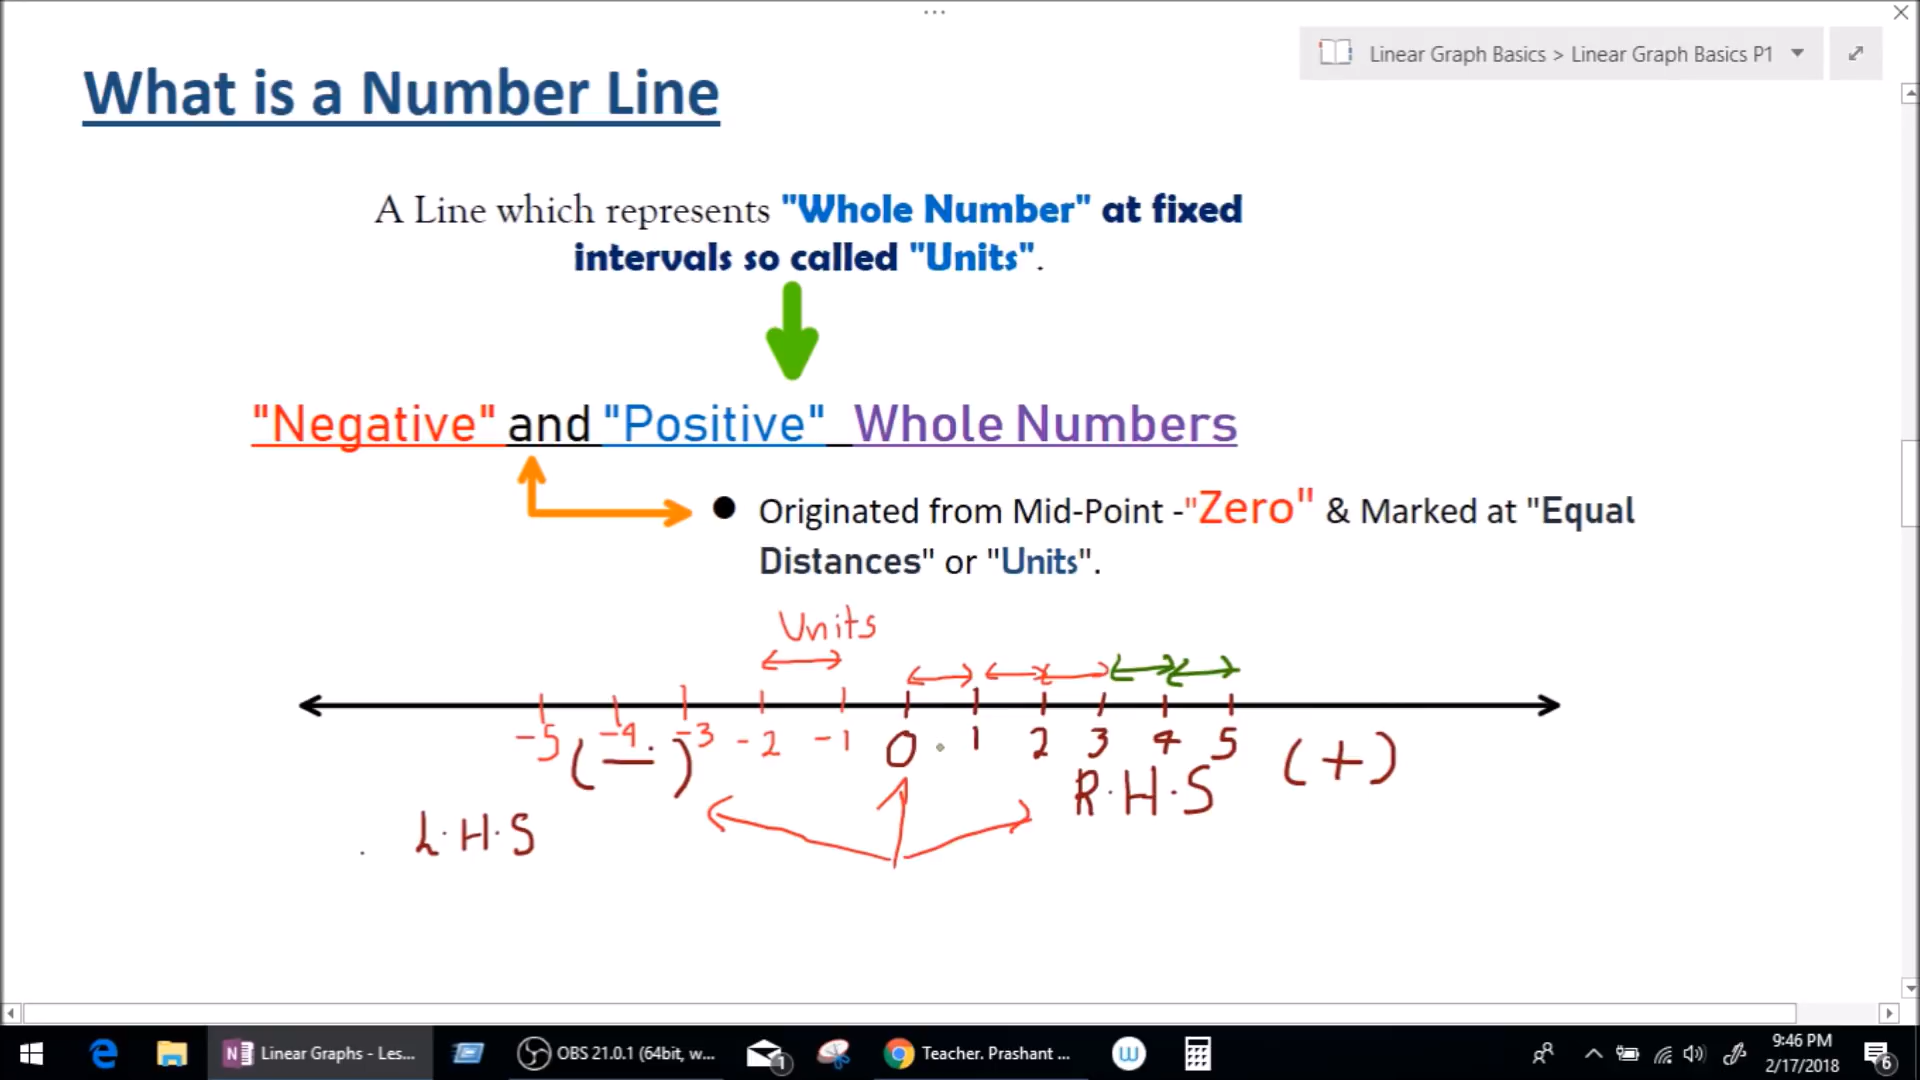 ...
Linear Graph Basics > Linear Graph Basics P1
What is a Number Line
A Line which represents "Whole Number" at fixed
intervals so called "Units".
"Negative" and "Positive" Whole Numbers
● Originated from Mid-Point -"Zero" & Marked at "Equal
Distances" or "Units".
Units
-5 -4 -3 -2 -1 0 1 2 3 4 5
(-) (+)
R.H.S
L.H.S
Linear Graphs - Les...
OBS 21.0.1 (64bit, w...
1
Teacher. Prashant ...
W
9:46 PM
2/17/2018
6